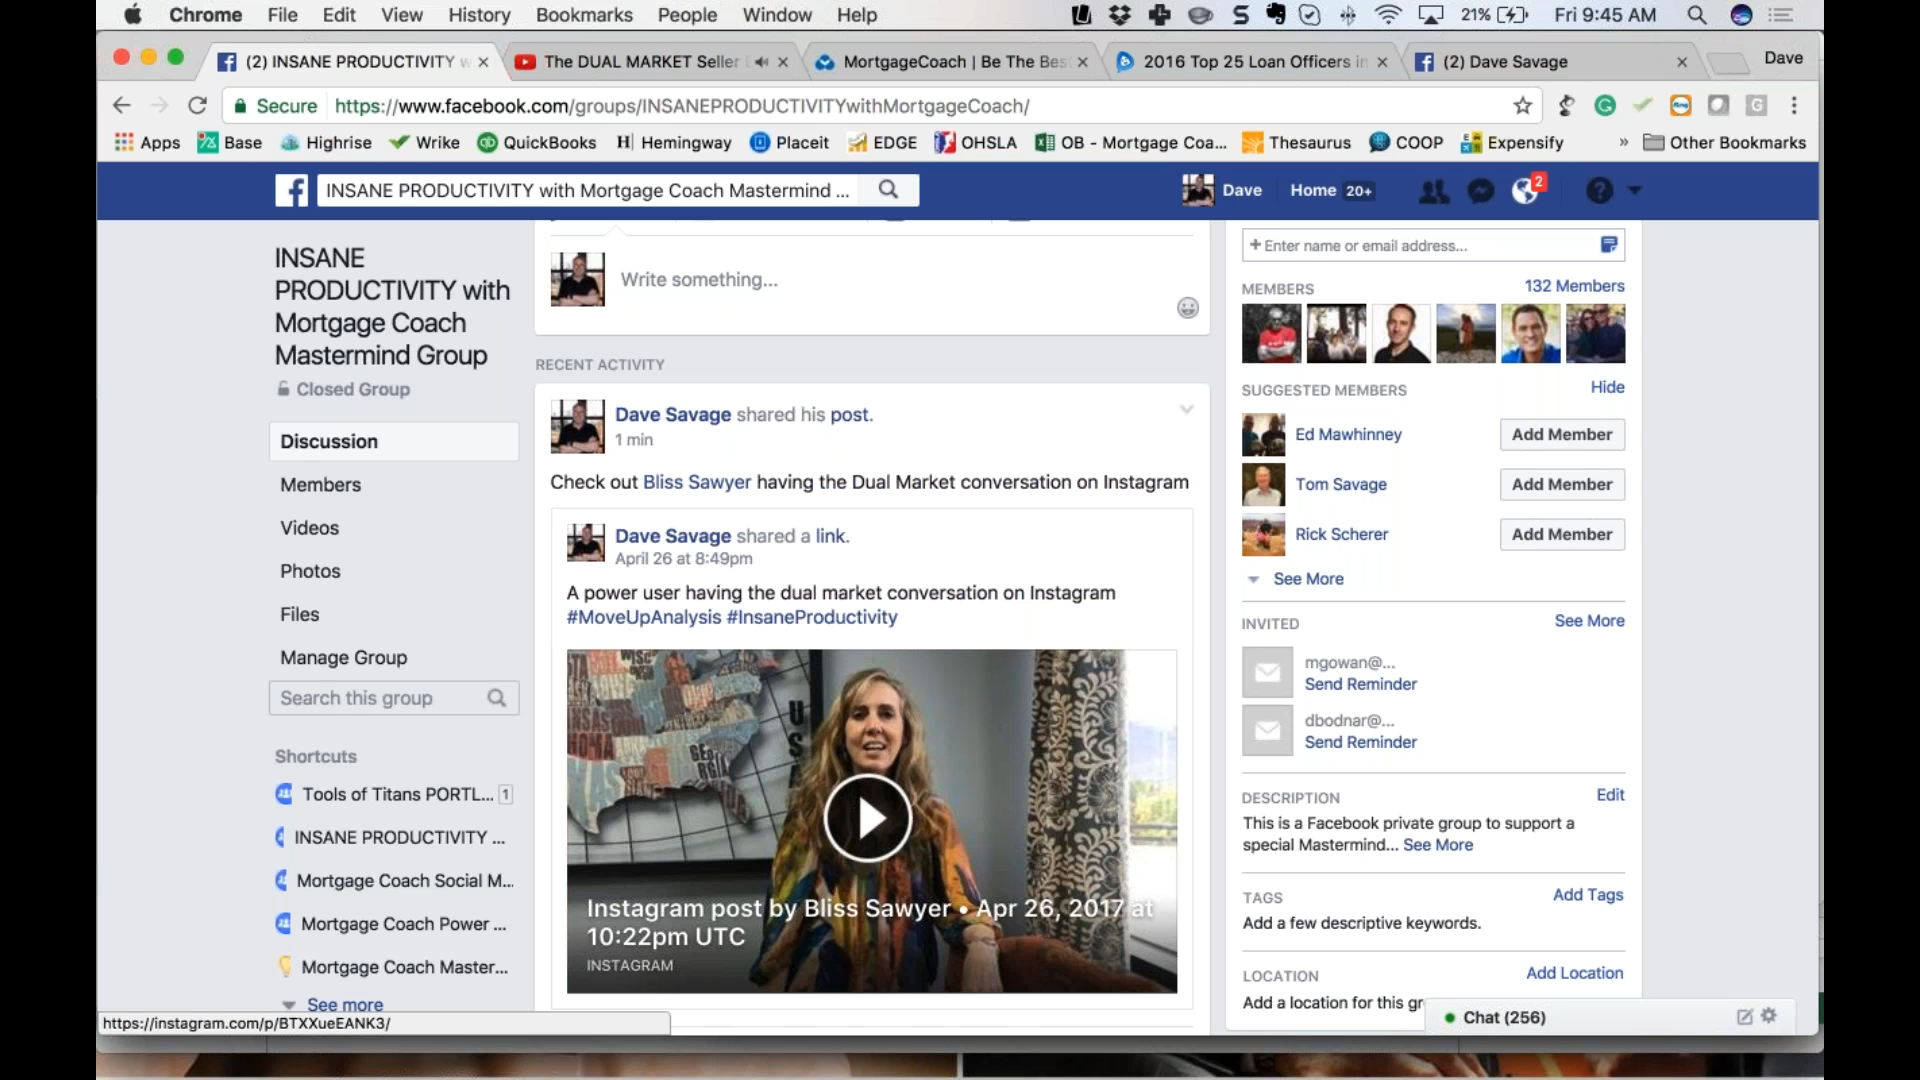 Chrome File Edit View History Bookmarks People Window Help
21% Fri 9:45 AM
(2) INSANE PRODUCTIVITY w
The DUAL MARKET Seller
MortgageCoach | Be The Bes
2016 Top 25 Loan Officers in
(2) Dave Savage
Dave
Secure https://www.facebook.com/groups/INSANEPRODUCTIVITYwithMortgageCoach/
Apps Base Highrise Wrike QuickBooks Hemingway Placeit EDGE OHSLA OB - Mortgage Coa... Thesaurus COOP Expensify » Other Bookmarks
INSANE PRODUCTIVITY with Mortgage Coach Mastermind ...
Dave Home 20+ 2
INSANE
PRODUCTIVITY with
Mortgage Coach
Mastermind Group
Closed Group
Discussion
Members
Videos
Photos
Files
Manage Group
Search this group
Shortcuts
Tools of Titans PORTL... 1
INSANE PRODUCTIVITY ...
Mortgage Coach Social M...
Mortgage Coach Power ...
Mortgage Coach Master...
See more
https://instagram.com/p/BTXXueEANK3/
Write something...
RECENT ACTIVITY
Dave Savage shared his post.
1 min
Check out Bliss Sawyer having the Dual Market conversation on Instagram
Dave Savage shared a link.
April 26 at 8:49pm
A power user having the dual market conversation on Instagram
#MoveUpAnalysis #InsaneProductivity
Instagram post by Bliss Sawyer • Apr 26, 2017 at
10:22pm UTC
INSTAGRAM
+ Enter name or email address...
MEMBERS 132 Members
SUGGESTED MEMBERS Hide
Ed Mawhinney Add Member
Tom Savage Add Member
Rick Scherer Add Member
See More
INVITED See More
mgowan@...
Send Reminder
dbodnar@...
Send Reminder
DESCRIPTION Edit
This is a Facebook private group to support a
special Mastermind... See More
TAGS Add Tags
Add a few descriptive keywords.
LOCATION Add Location
Add a location for this gr
Chat (256)